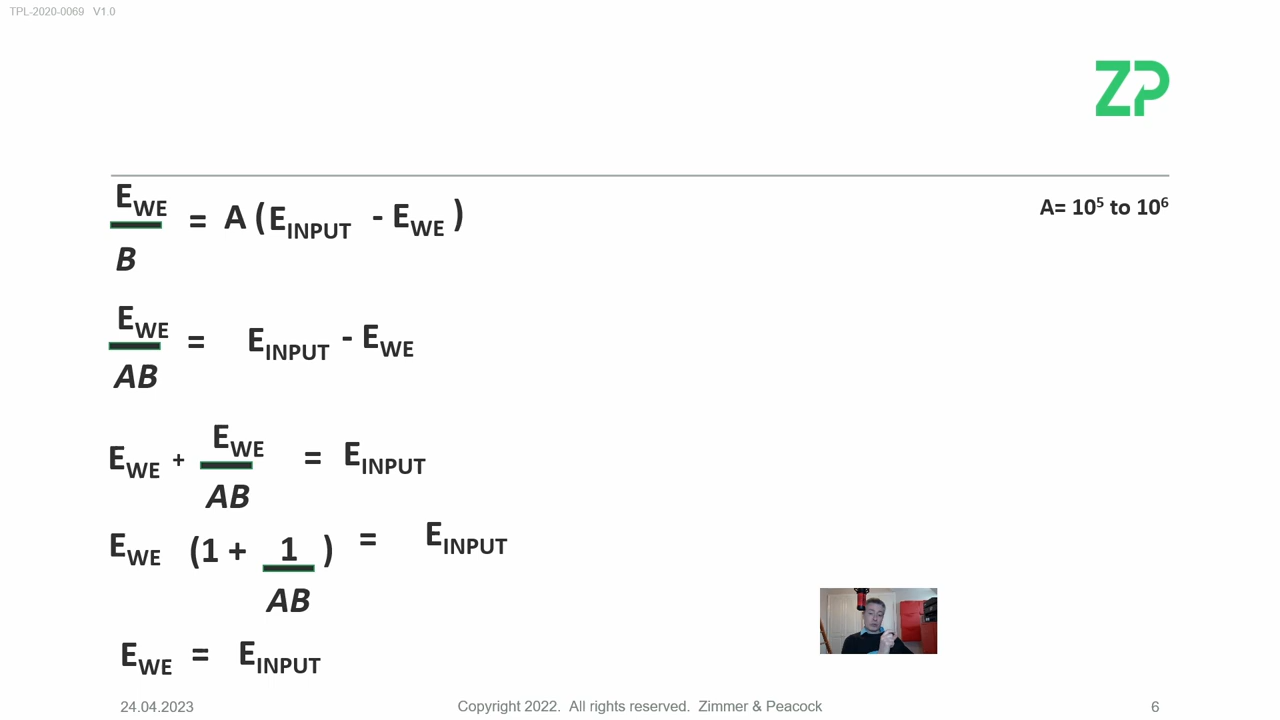 TPL-2020-0069 V1.0
ZP
E_WE / B = A (E_INPUT - E_WE)
A= 10^5 to 10^6
E_WE / AB = E_INPUT - E_WE
E_WE + E_WE / AB = E_INPUT
E_WE (1 + 1 / AB) = E_INPUT
E_WE = E_INPUT
24.04.2023 Copyright 2022. All rights reserved. Zimmer & Peacock 6